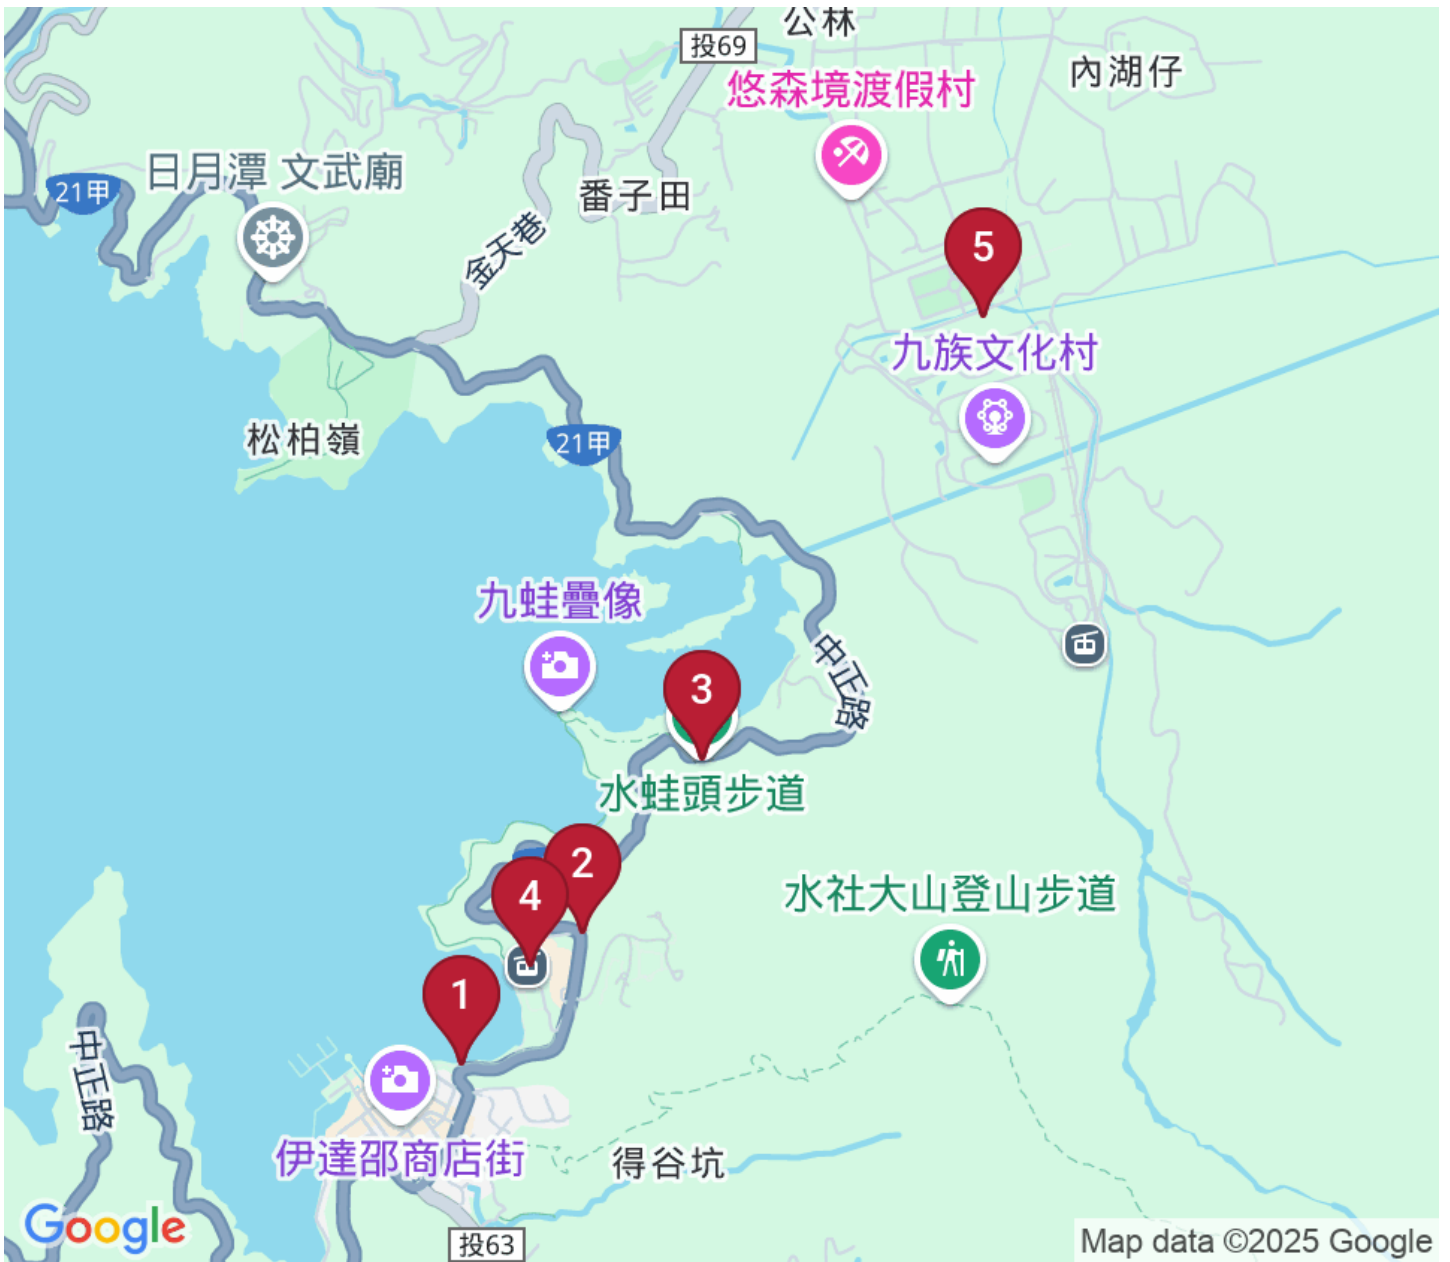 公林
投69
內湖仔
悠森境渡假村
日月潭 文武廟
21甲
番子田
金天巷
5
九族文化村
松柏嶺
21甲
九蛙疊像
中正路
3
水蛙頭步道
2
4
水社大山登山步道
1
中正路
伊達邵商店街
得谷坑
Google
投63
Map data ©2025 Google